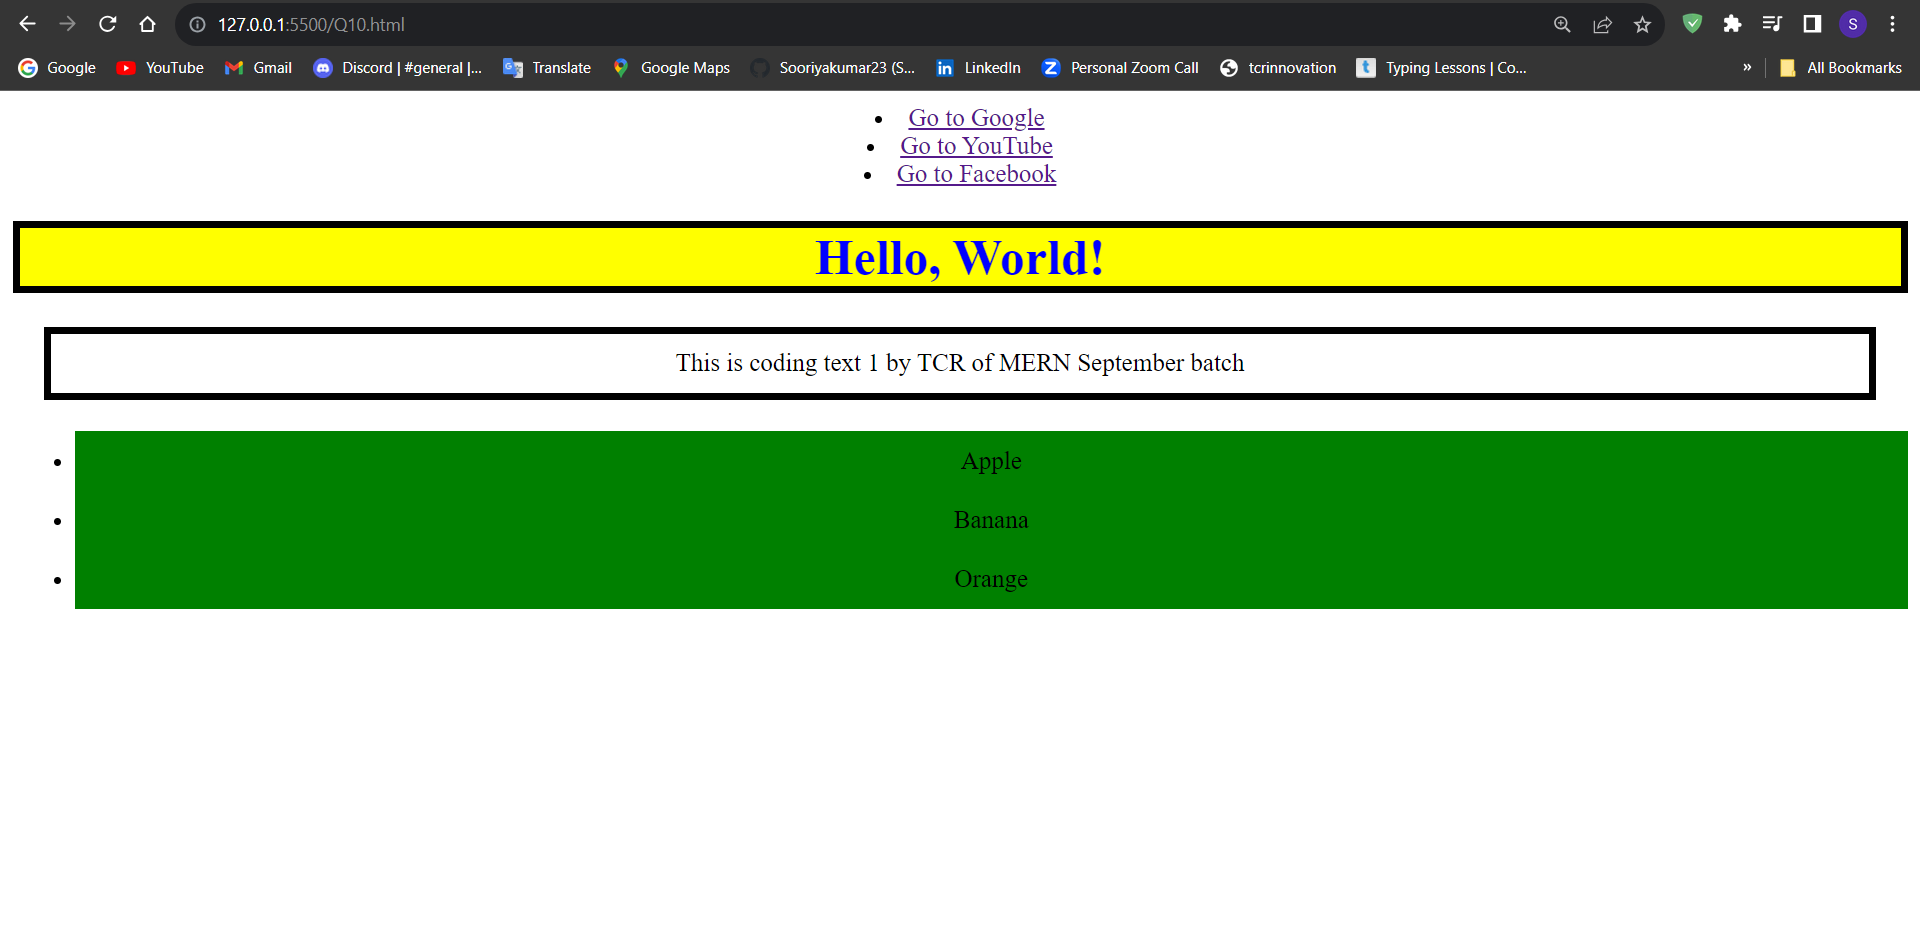 127.0.0.1:5500/Q10.html
S
Google YouTube Gmail Discord | #general |... Translate Google Maps Sooriyakumar23 (S... LinkedIn Personal Zoom Call tcrinnovation Typing Lessons | Co... » All Bookmarks
Go to Google
Go to YouTube
Go to Facebook
Hello, World!
This is coding text 1 by TCR of MERN September batch
Apple
Banana
Orange